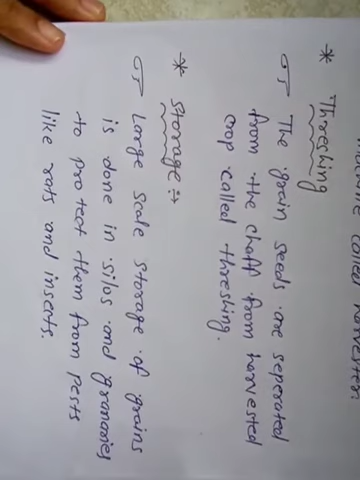 called harvester
* Threshing
The grain seeds are seperated
from the chaff from harvested
crop called threshing.
* Storage :-
Large Scale Storage of grains
is done in silos and granaries
to protect them from Pests
like rats and insects.